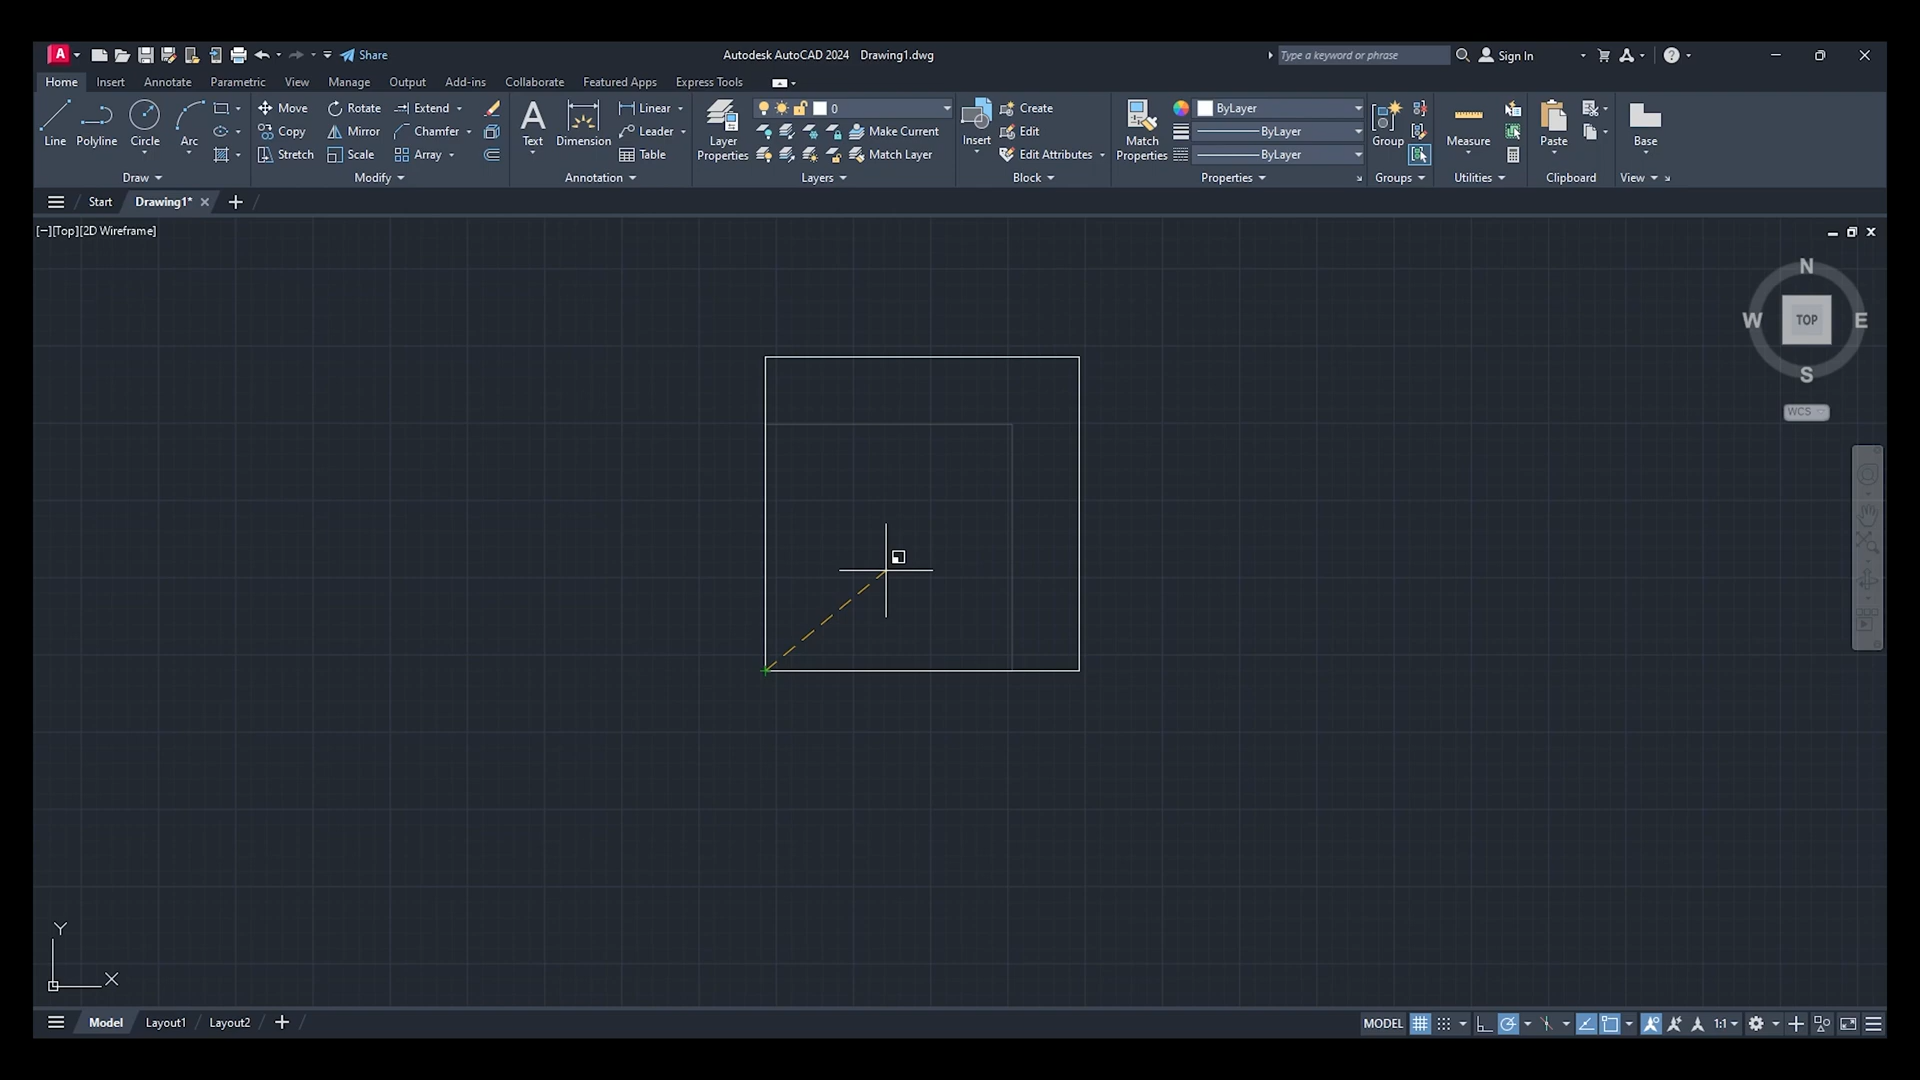 A Share Autodesk AutoCAD 2024 Drawing1.dwg Type a keyword or phrase Sign In ?
Home Insert Annotate Parametric View Manage Output Add-ins Collaborate Featured Apps Express Tools
Line Polyline Circle Arc
Move Rotate Extend
Copy Mirror Chamfer
Stretch Scale Array
A Text Dimension
Linear
Leader
Table
Layer Properties
0
Make Current
Match Layer
Insert
Create
Edit
Edit Attributes
Match Properties
ByLayer
ByLayer
ByLayer
Group
Measure
Paste
Base
Draw Modify Annotation Layers Block Properties Groups Utilities Clipboard View
Start Drawing1*
[−][Top][2D Wireframe]
N
W TOP E
S
WCS
Y
X
Model Layout1 Layout2 MODEL 1:1